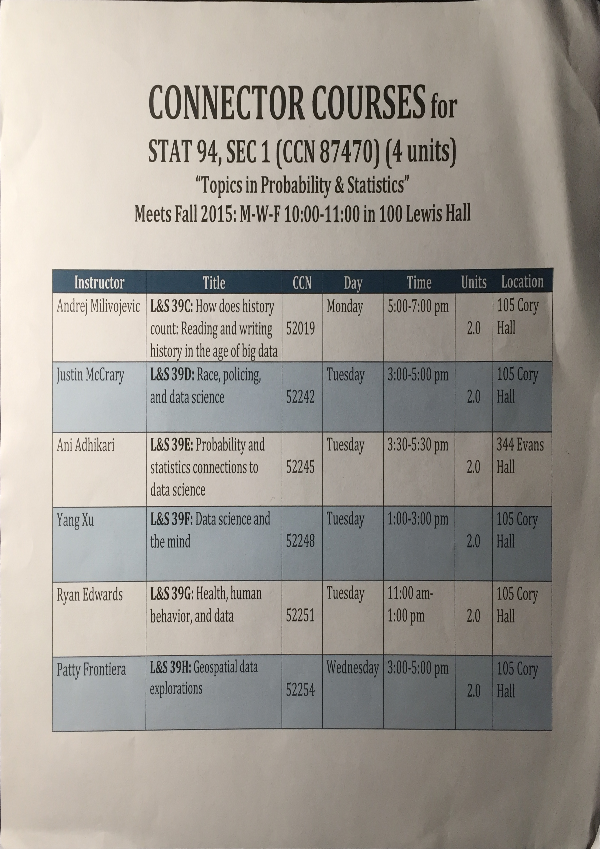 CONNECTOR COURSES for
STAT 94, SEC 1 (CCN 87470) (4 units)
"Topics in Probability & Statistics"
Meets Fall 2015: M-W-F 10:00-11:00 in 100 Lewis Hall
Instructor Title CCN Day Time Units Location
Andrej Milivojevic L&S 39C: How does history Monday 5:00-7:00 pm 105 Cory
count: Reading and writing 52019 2.0 Hall
history in the age of big data
Justin McCrary L&S 39D: Race, policing, Tuesday 3:00-5:00 pm 105 Cory
and data science 52242 2.0 Hall
Ani Adhikari L&S 39E: Probability and Tuesday 3:30-5:30 pm 344 Evans
statistics connections to 52245 2.0 Hall
data science
Yang Xu L&S 39F: Data science and Tuesday 1:00-3:00 pm 105 Cory
the mind 52248 2.0 Hall
Ryan Edwards L&S 39G: Health, human Tuesday 11:00 am- 105 Cory
behavior, and data 52251 1:00 pm 2.0 Hall
Patty Frontiera L&S 39H: Geospatial data Wednesday 3:00-5:00 pm 105 Cory
explorations 52254 2.0 Hall